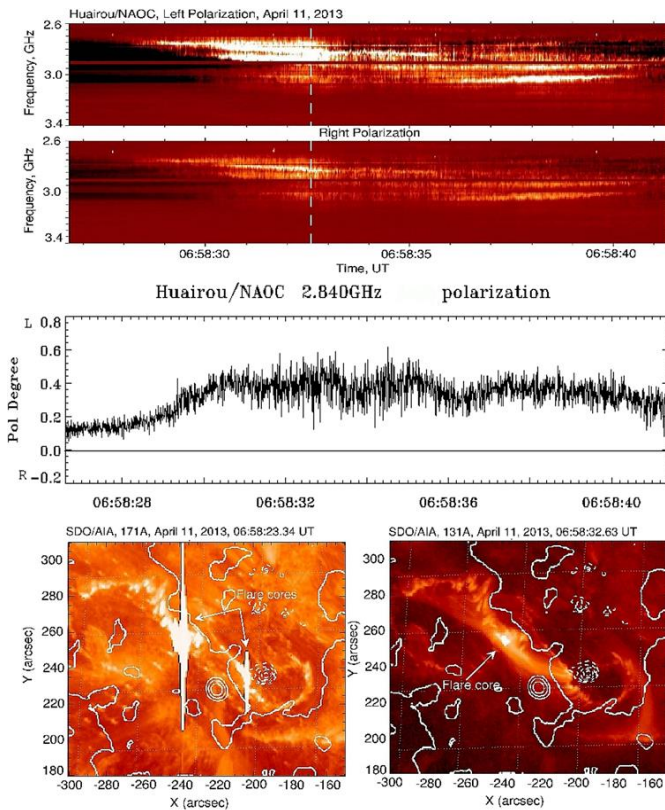 Huairou/NAOC, Left Polarization, April 11, 2013
2.6
3.0
3.4
Frequency, GHz
Right Polarization
2.6
3.0
3.4
Frequency, GHz
06:58:30 06:58:35 06:58:40
Time, UT
Huairou/NAOC 2.840GHz polarization
L 0.8
0.6
0.4
0.2
0.0
R -0.2
Pol Degree
06:58:28 06:58:32 06:58:36 06:58:40
SDO/AIA, 171A, April 11, 2013, 06:58:23.34 UT
300
280
260
240
220
200
180
Y (arcsec)
Flare cores
-300 -280 -260 -240 -220 -200 -180 -160
X (arcsec)
SDO/AIA, 131A, April 11, 2013, 06:58:32.63 UT
300
280
260
240
220
200
180
Y (arcsec)
Flare core
-300 -280 -260 -240 -220 -200 -180 -160
X (arcsec)